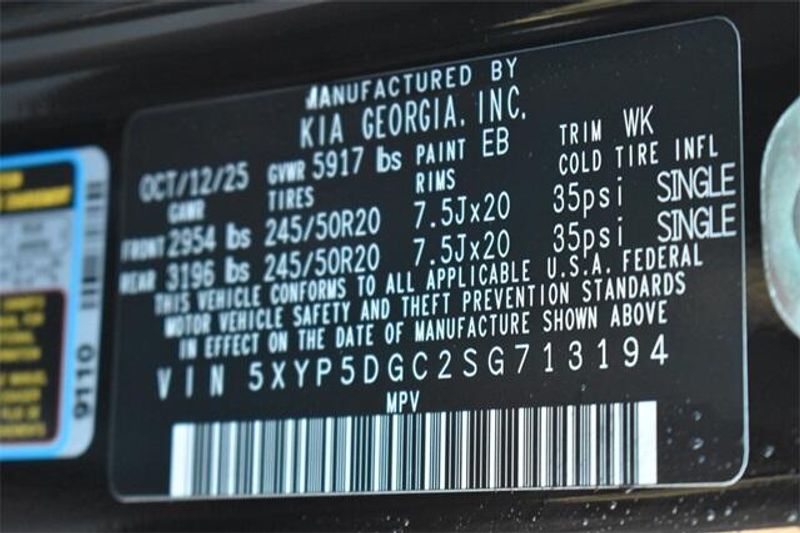 MANUFACTURED BY
KIA GEORGIA, INC.
OCT/12/25 GVWR 5917 lbs PAINT EB TRIM WK
GAWR TIRES RIMS COLD TIRE INFL
FRONT 2954 lbs 245/50R20 7.5Jx20 35psi SINGLE
REAR 3196 lbs 245/50R20 7.5Jx20 35psi SINGLE
THIS VEHICLE CONFORMS TO ALL APPLICABLE U.S.A. FEDERAL
MOTOR VEHICLE SAFETY AND THEFT PREVENTION STANDARDS
IN EFFECT ON THE DATE OF MANUFACTURE SHOWN ABOVE
VIN 5XYP5DGC2SG713194
MPV
9110